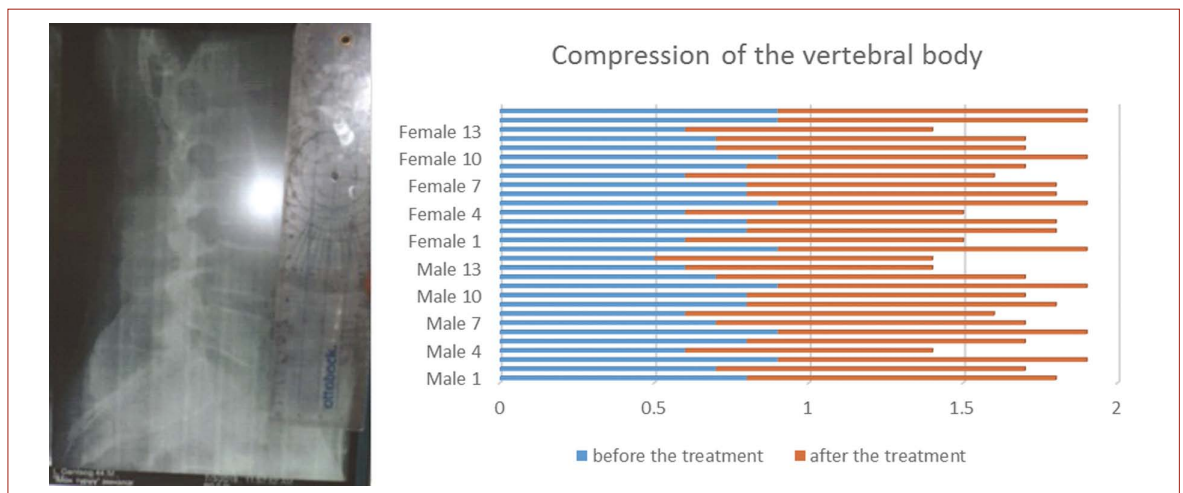 ottobock.
Compression of the vertebral body
Female 13
Female 10
Female 7
Female 4
Female 1
Male 13
Male 10
Male 7
Male 4
Male 1
0 0.5 1 1.5 2
before the treatment after the treatment